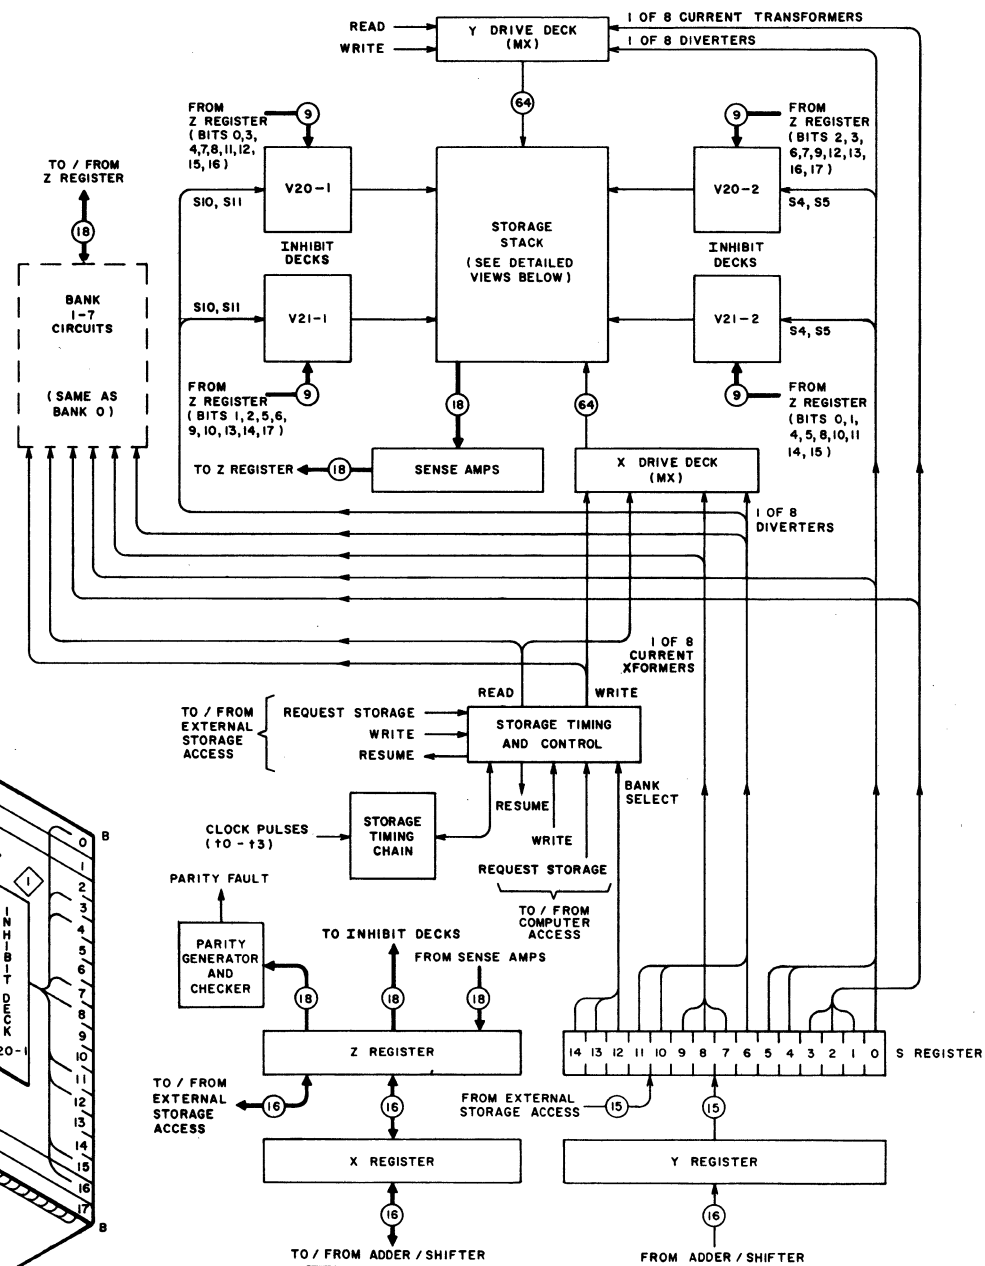 READ
WRITE
Y DRIVE DECK
(MX)
1 OF 8 CURRENT TRANSFORMERS
1 OF 8 DIVERTERS
64
FROM
Z REGISTER
(BITS 0,3,
4,7,8,11,12,
15,16)
9
V20-1
S10, S11
INHIBIT
DECKS
S10, S11
V21-1
9
FROM
Z REGISTER
(BITS 1,2,5,6,
9,10,13,14,17)
STORAGE
STACK
(SEE DETAILED
VIEWS BELOW)
9
FROM
Z REGISTER
(BITS 2, 3,
6,7,9,12,13,
16,17)
V20-2
S4, S5
INHIBIT
DECKS
V21-2
S4, S5
9
FROM
Z REGISTER
(BITS 0,1,
4,5,8,10,11
14,15)
TO / FROM
Z REGISTER
18
BANK
1-7
CIRCUITS
(SAME AS
BANK 0)
18
64
TO Z REGISTER
18
SENSE AMPS
X DRIVE DECK
(MX)
1 OF 8
DIVERTERS
1 OF 8
CURRENT
XFORMERS
READ
WRITE
TO / FROM
EXTERNAL
STORAGE
ACCESS
REQUEST STORAGE
WRITE
RESUME
STORAGE TIMING
AND CONTROL
BANK
SELECT
RESUME
WRITE
REQUEST STORAGE
TO / FROM
COMPUTER
ACCESS
CLOCK PULSES
(t0 - t3)
STORAGE
TIMING
CHAIN
PARITY FAULT
PARITY
GENERATOR
AND
CHECKER
TO INHIBIT DECKS
FROM SENSE AMPS
18
18
18
Z REGISTER
14 13 12 11 10 9 8 7 6 5 4 3 2 1 0
S REGISTER
TO / FROM
EXTERNAL
STORAGE
ACCESS
16
16
FROM EXTERNAL
STORAGE ACCESS
15
15
X REGISTER
Y REGISTER
16
16
TO / FROM ADDER / SHIFTER
FROM ADDER / SHIFTER
B
0
1
2
3
4
5
6
7
8
9
10
11
12
13
14
15
16
17
B
1
INHIBIT DECK
20-1